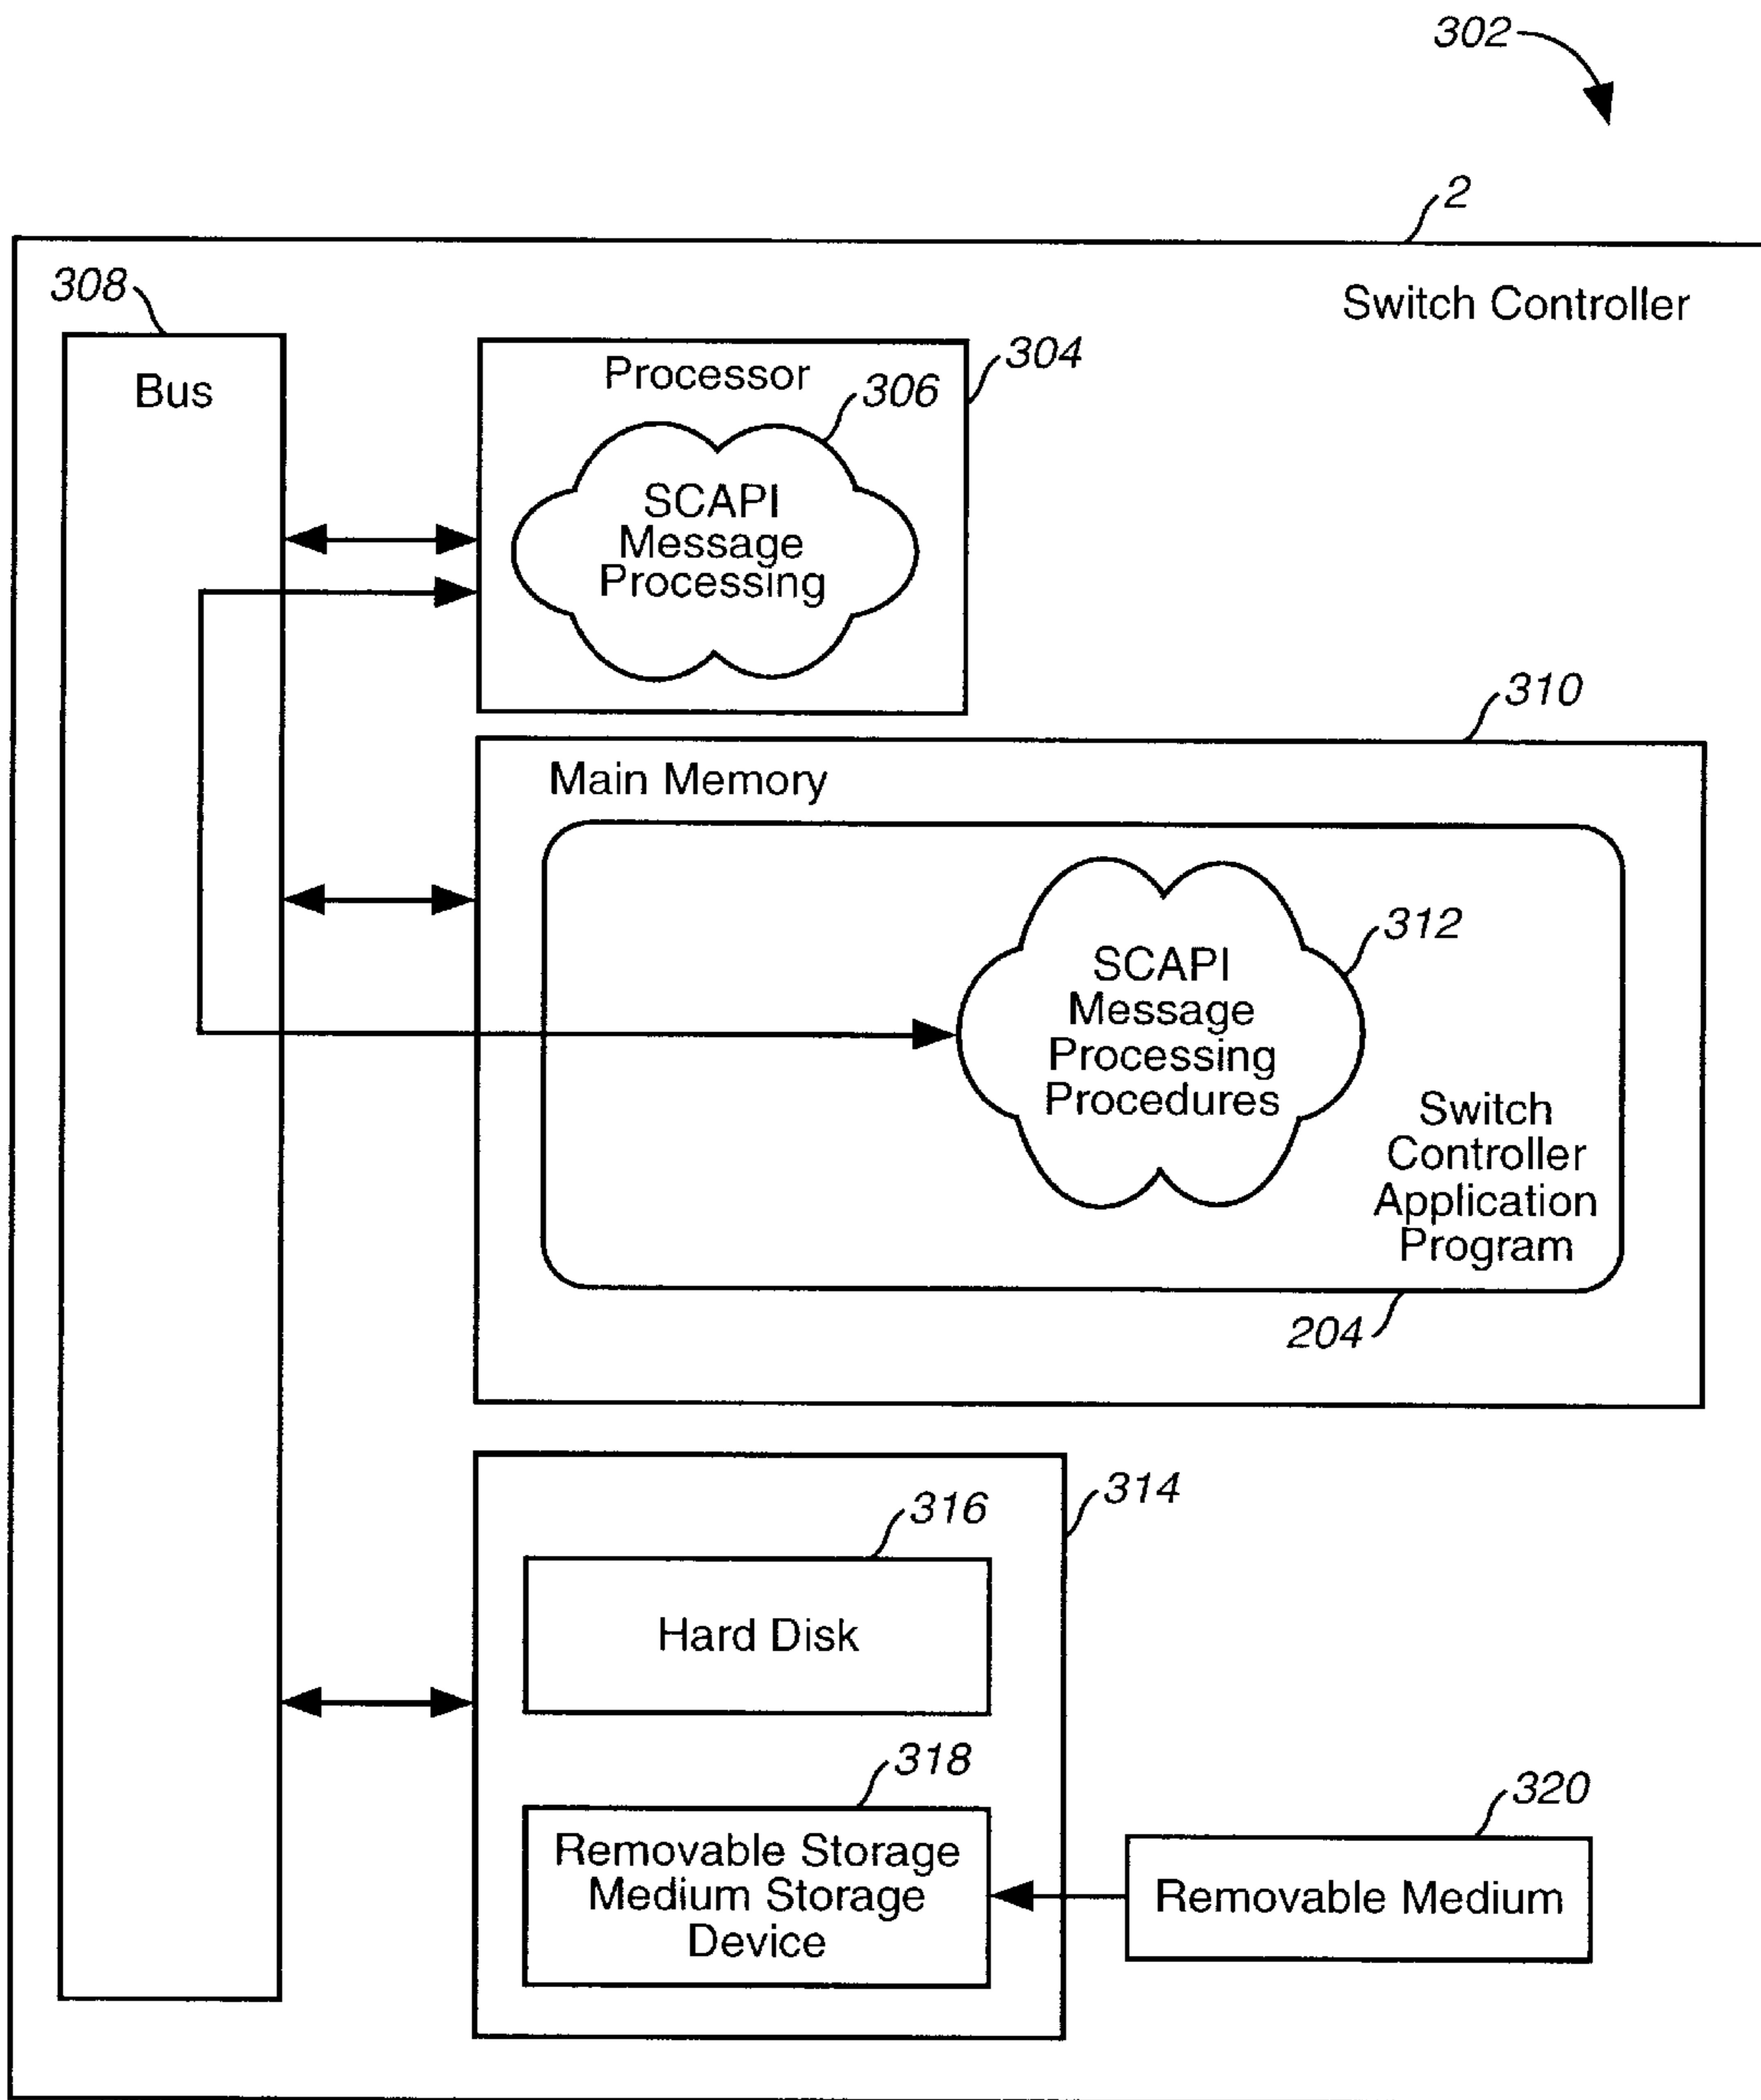 302
2
308
Switch Controller
Bus
Processor
304
306
SCAPI
Message
Processing
310
Main Memory
312
SCAPI
Message
Processing
Procedures
Switch
Controller
Application
Program
204
314
316
Hard Disk
318
Removable Storage
Medium Storage
Device
320
Removable Medium